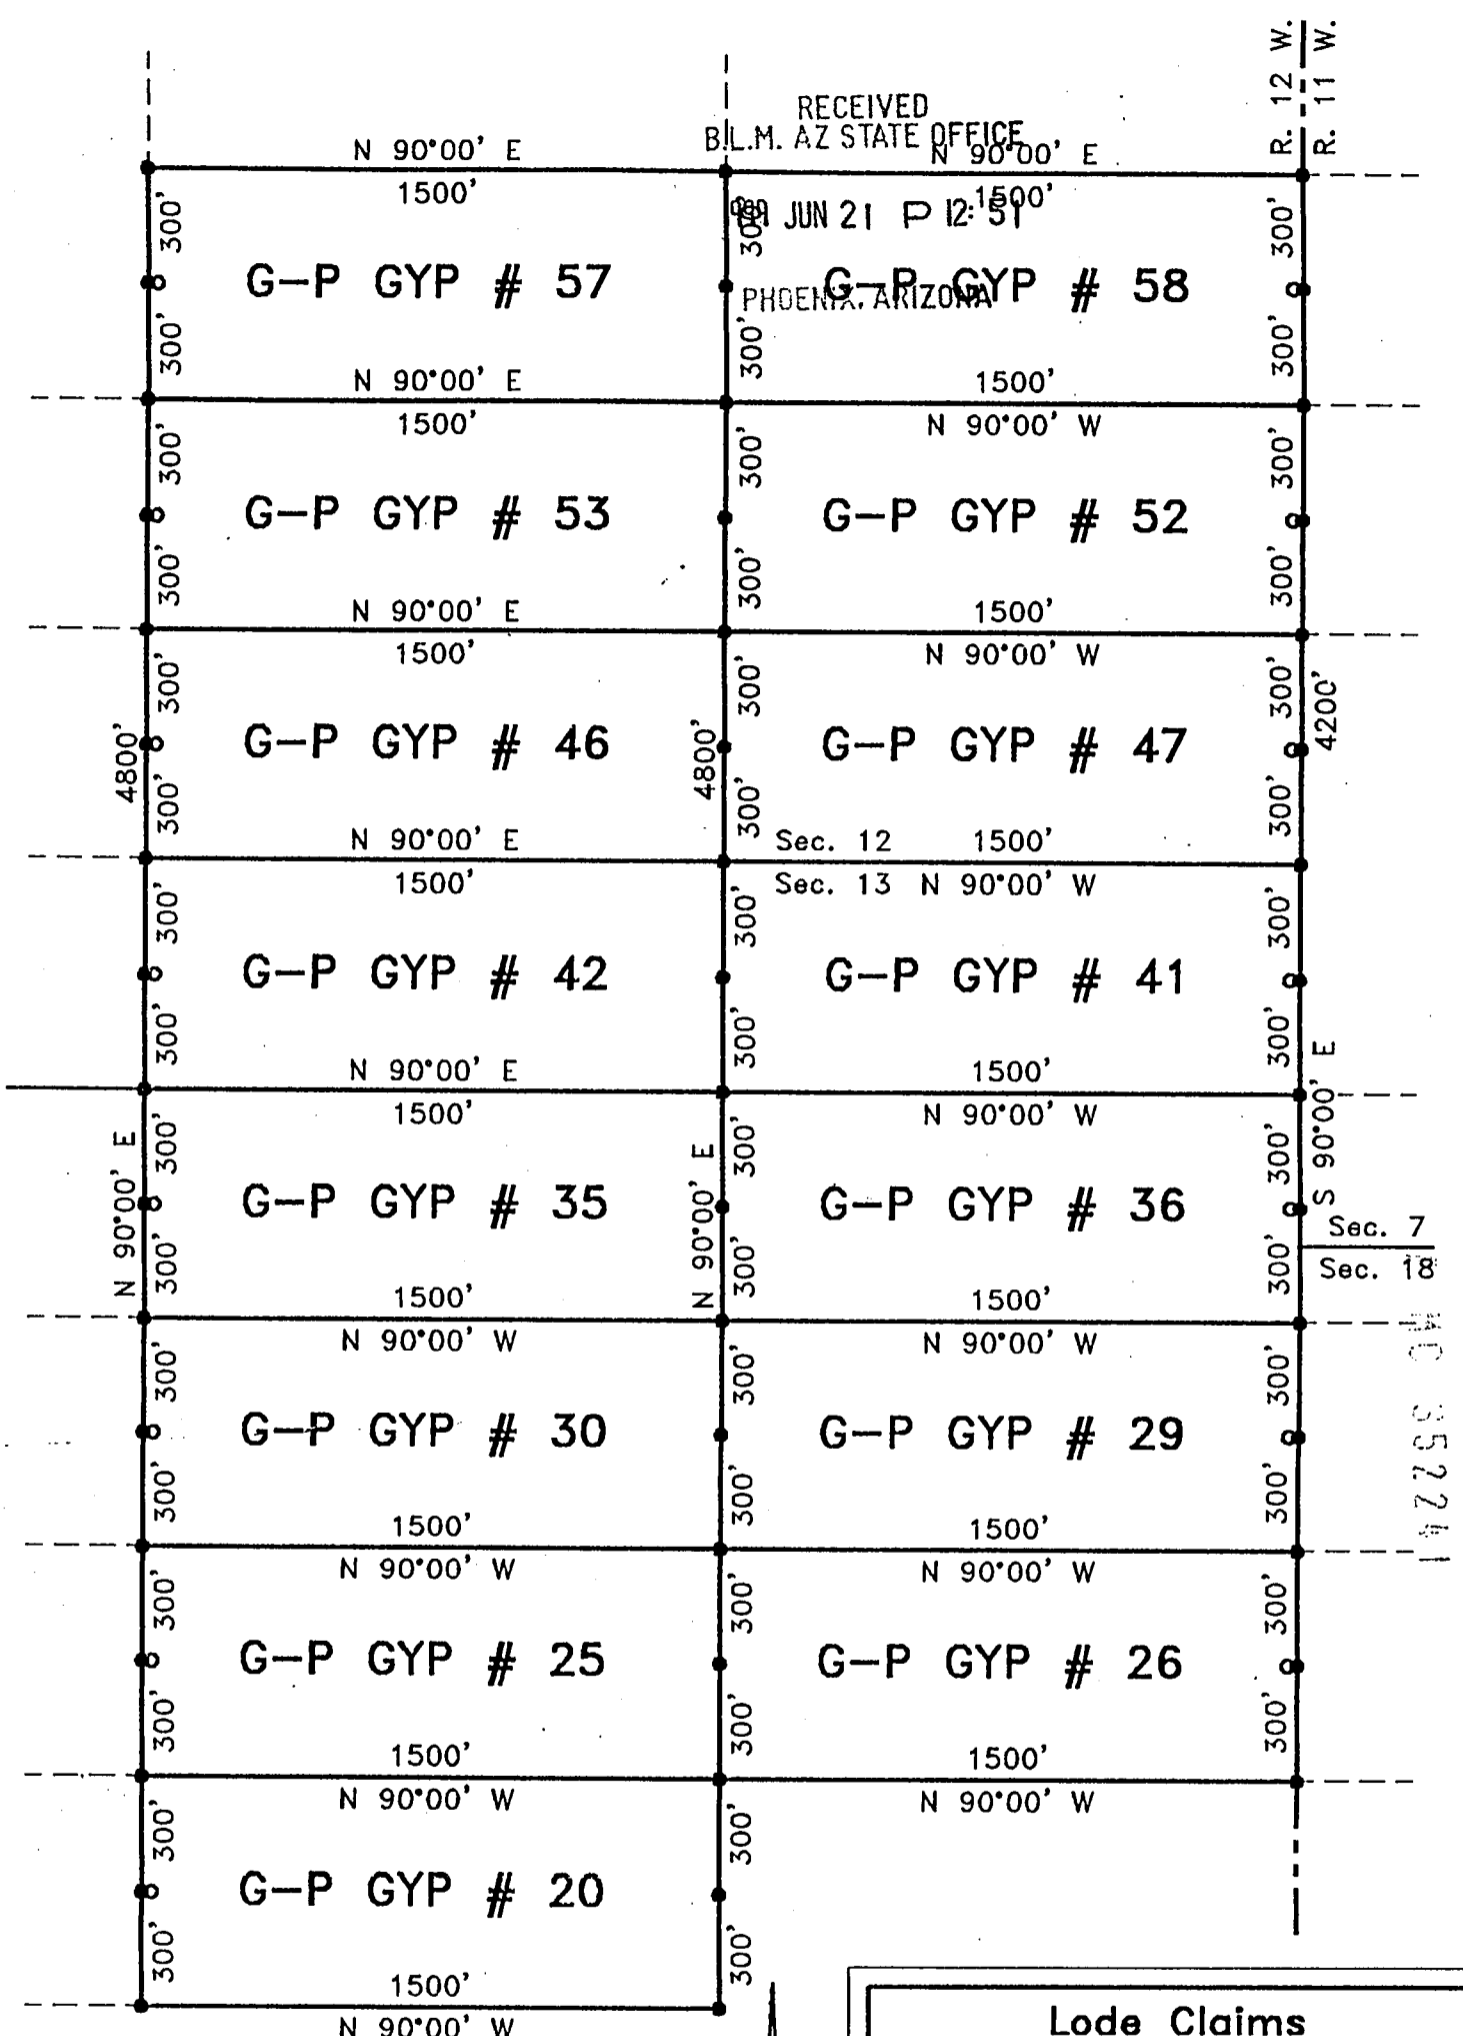 R. 12 W.
R. 11 W.
RECEIVED
B.L.M. AZ STATE OFFICE
N 90°00' E
N 90°00' E
1500'
1500'
JUN 21 P 12:51
PHOENIX, ARIZONA
300'
300'
300'
G-P GYP # 57
G-P GYP # 58
300'
300'
300'
N 90°00' E
1500'
1500'
N 90°00' W
300'
300'
300'
G-P GYP # 53
G-P GYP # 52
300'
300'
300'
N 90°00' E
1500'
1500'
N 90°00' W
300'
300'
300'
4800'
G-P GYP # 46
4800'
G-P GYP # 47
4200'
300'
300'
300'
N 90°00' E
Sec. 12 1500'
1500'
Sec. 13 N 90°00' W
300'
300'
300'
G-P GYP # 42
G-P GYP # 41
300'
300'
300'
N 90°00' E
1500'
1500'
N 90°00' W
300'
300'
300'
N 90°00' E
G-P GYP # 35
N 90°00' E
G-P GYP # 36
S 90°00' E
Sec. 7
Sec. 18
300'
300'
300'
1500'
1500'
N 90°00' W
N 90°00' W
300'
300'
300'
G-P GYP # 30
G-P GYP # 29
300'
300'
300'
1500'
1500'
N 90°00' W
N 90°00' W
300'
300'
300'
G-P GYP # 25
G-P GYP # 26
300'
300'
300'
1500'
1500'
N 90°00' W
N 90°00' W
300'
300'
G-P GYP # 20
300'
300'
1500'
N 90°00' W
MC 352241
Lode Claims